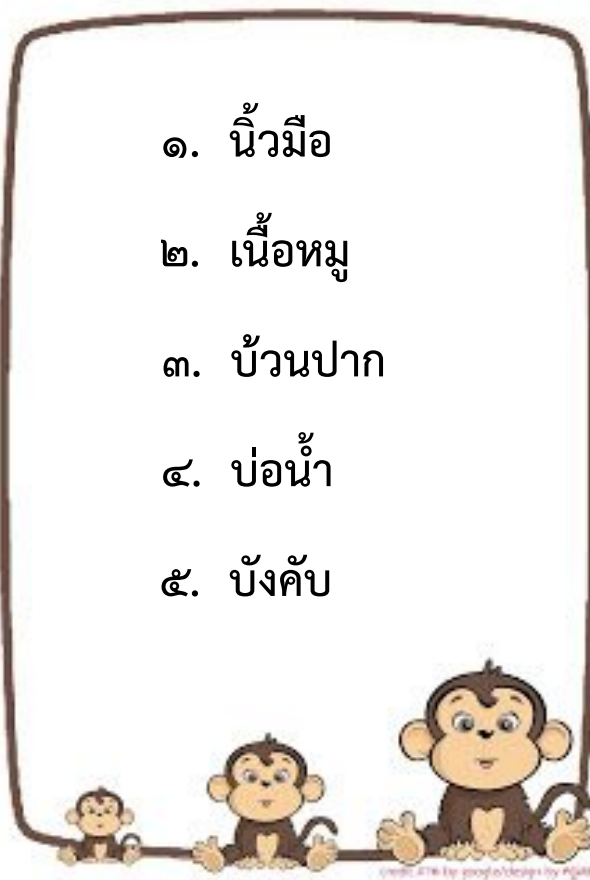 ๑. นิ้วมือ
๒. เนื้อหมู
๓. บ้วนปาก
๔. บ่อน้ำ
๕. บังคับ